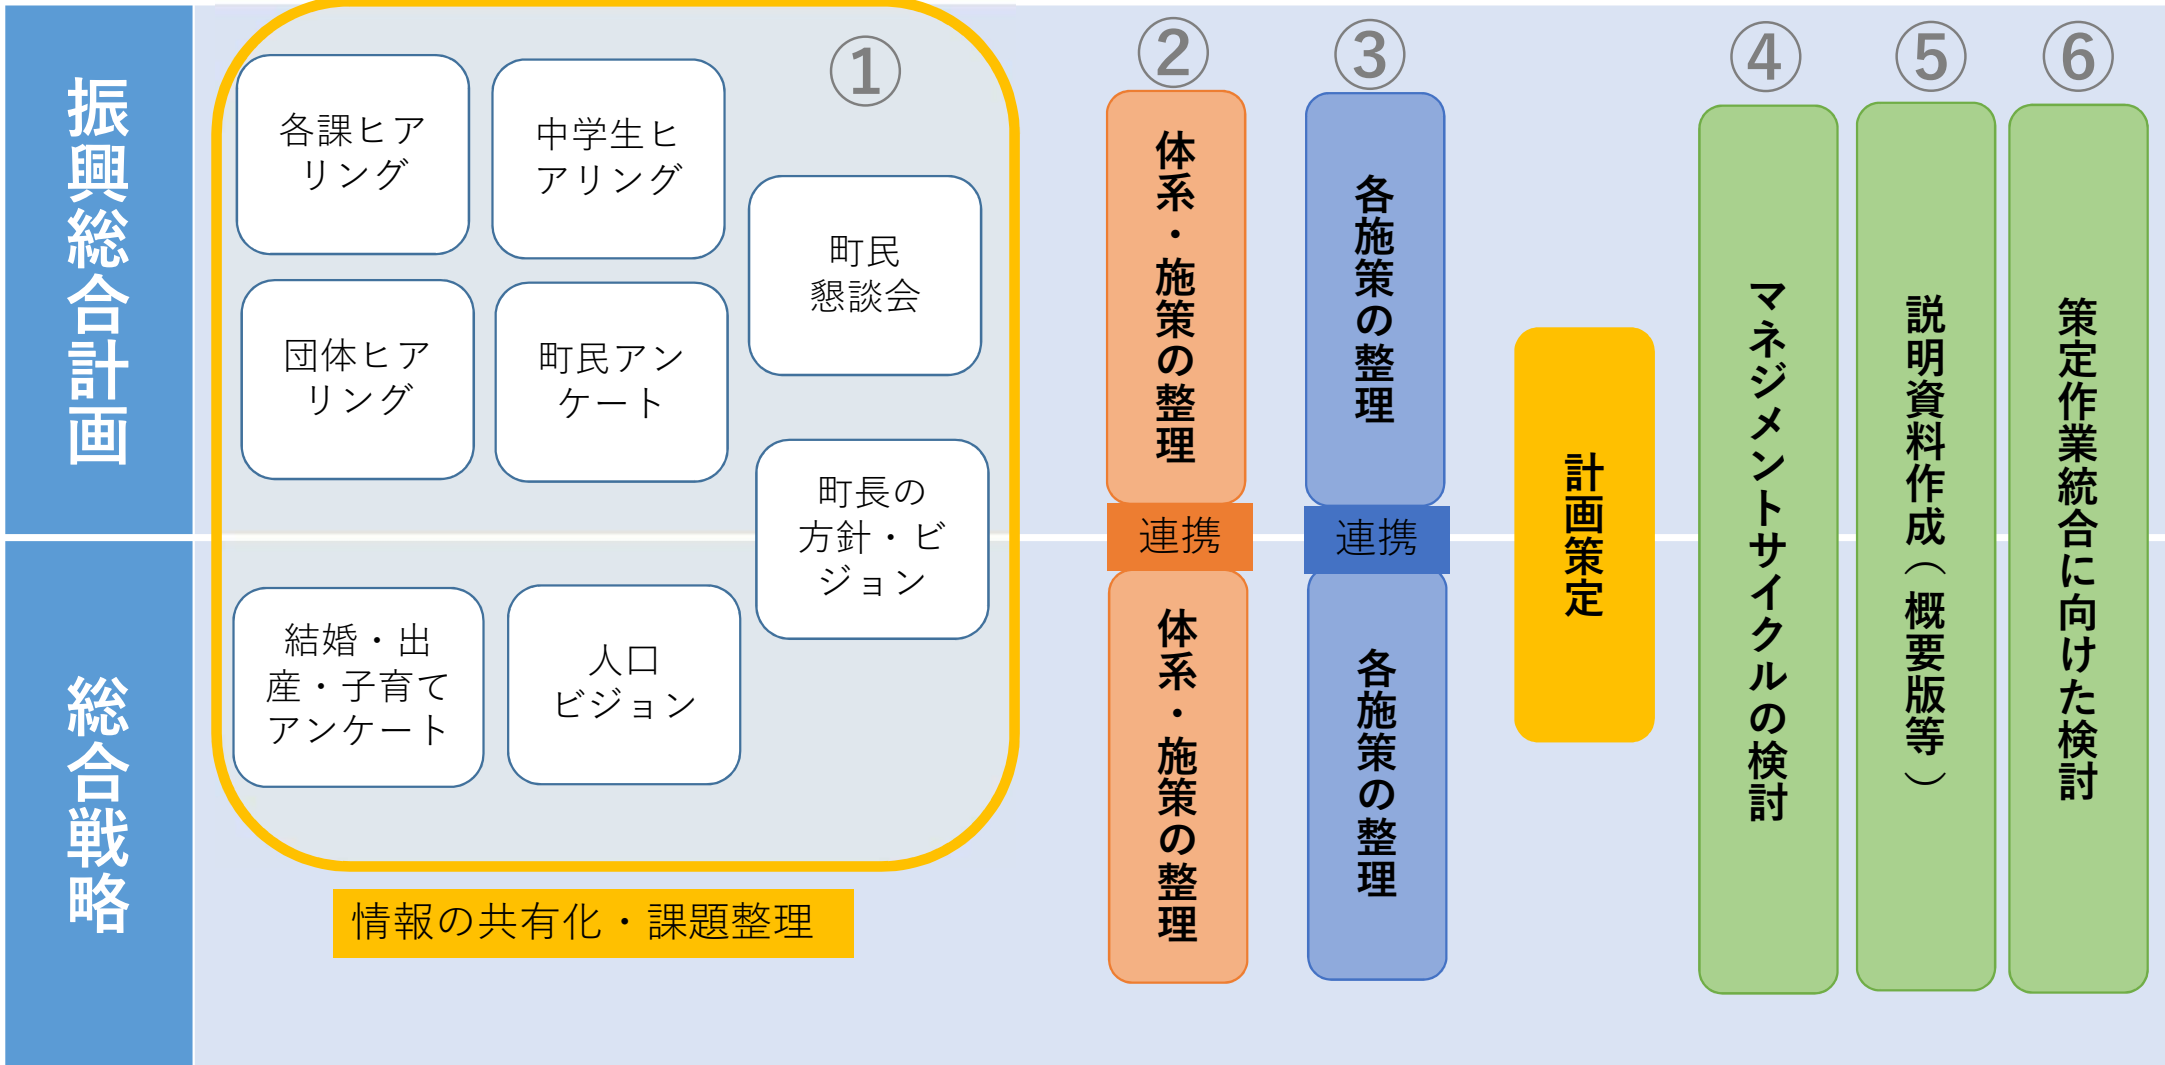 振興総合計画
総合戦略
①
各課ヒア
リング
中学生ヒ
アリング
町民
懇談会
団体ヒア
リング
町民アン
ケート
町長の
方針・ビ
ジョン
結婚・出
産・子育て
アンケート
人口
ビジョン
情報の共有化・課題整理
②
体系・施策の整理
連携
体系・施策の整理
③
各施策の整理
連携
各施策の整理
計画策定
④
マネジメントサイクルの検討
⑤
説明資料作成（概要版等）
⑥
策定作業統合に向けた検討